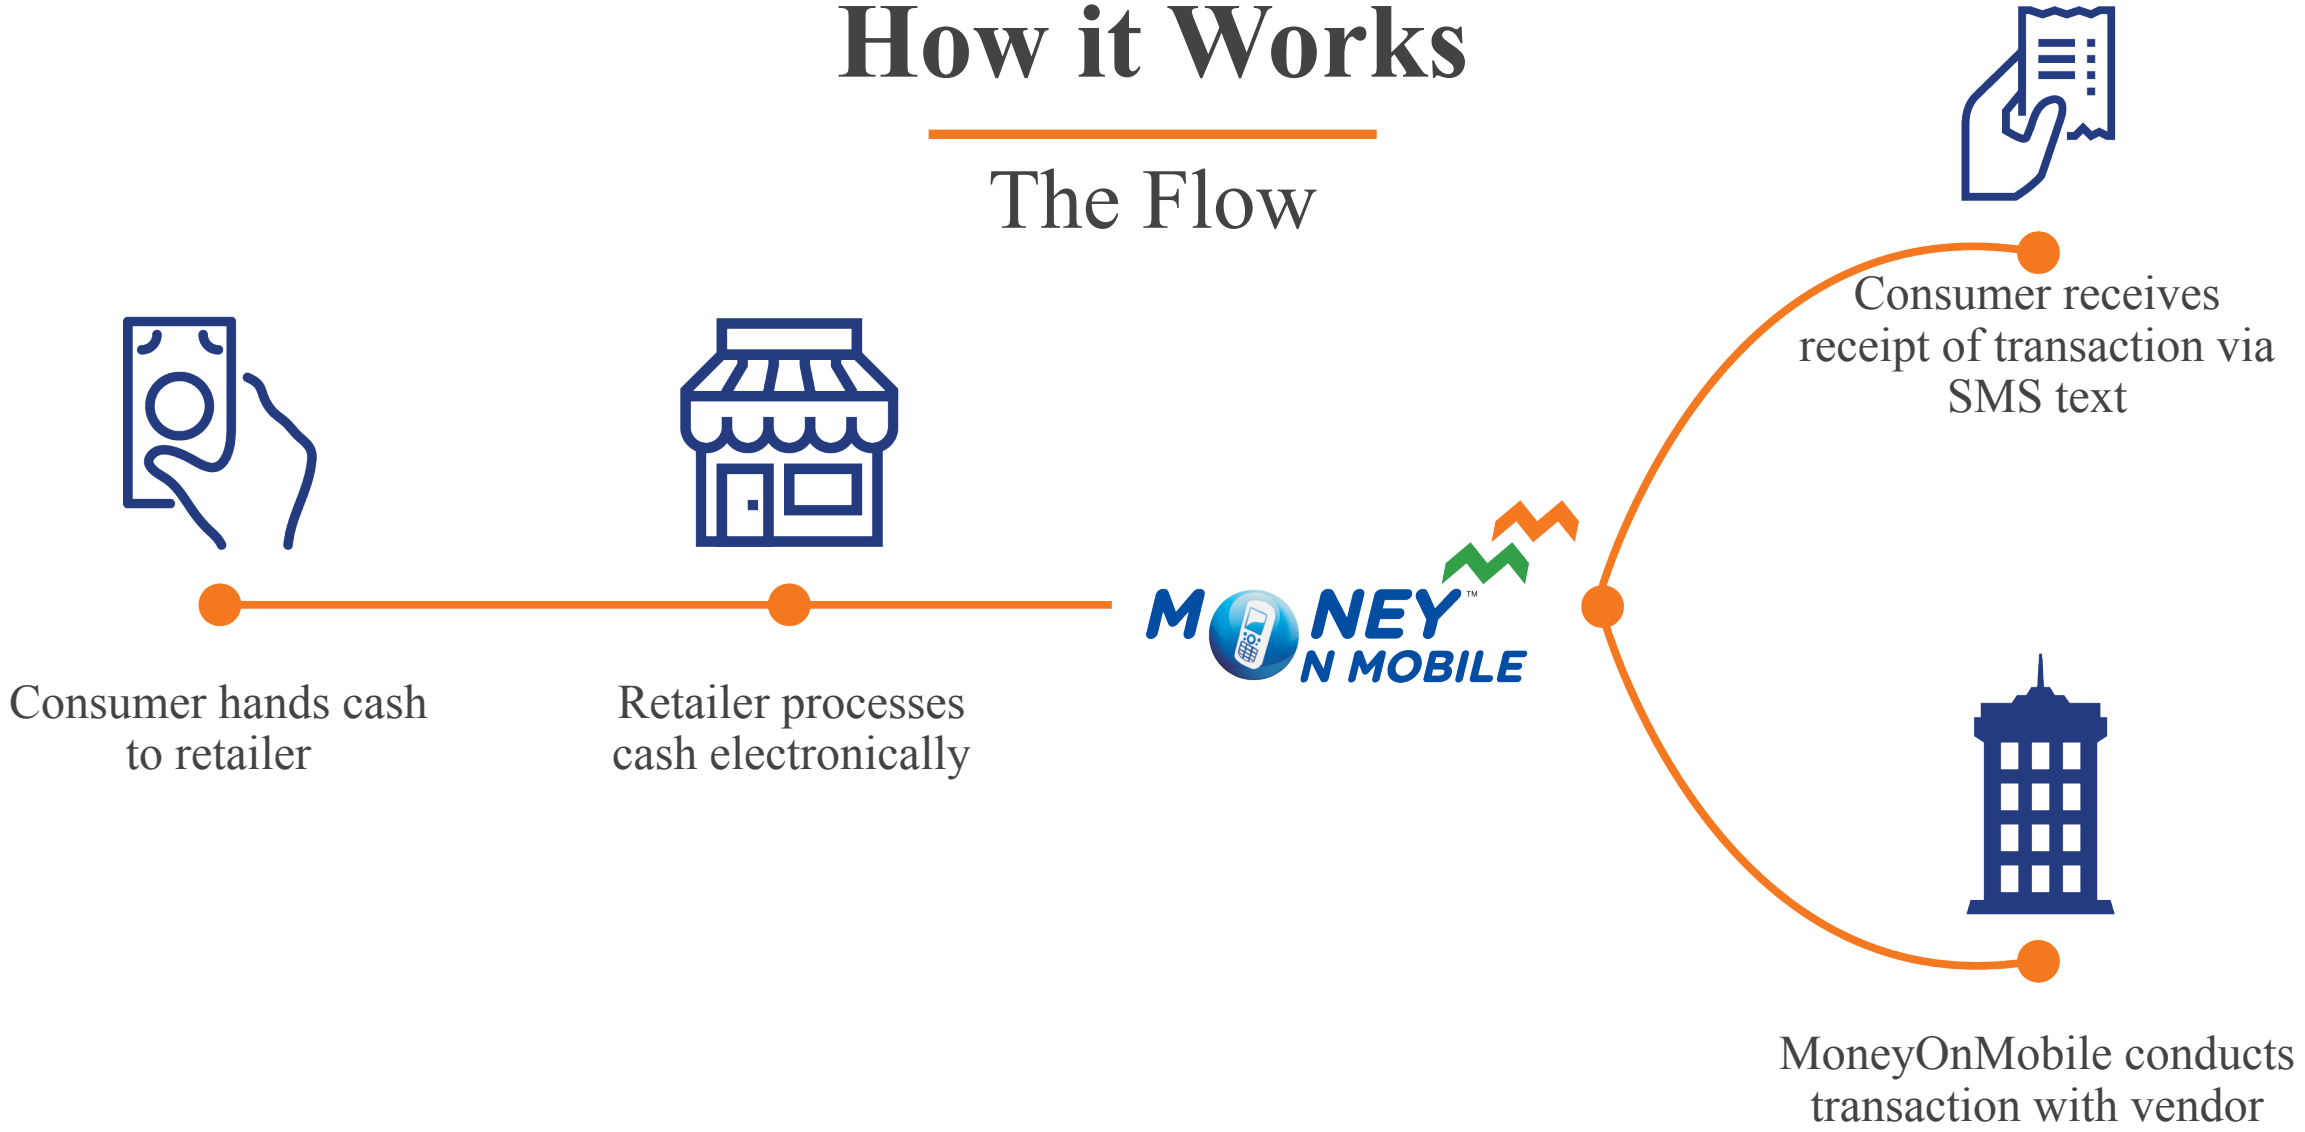 How it Works
The Flow
Consumer receives
receipt of transaction via
SMS text
MONEY™
ON MOBILE
Consumer hands cash
to retailer
Retailer processes
cash electronically
MoneyOnMobile conducts
transaction with vendor